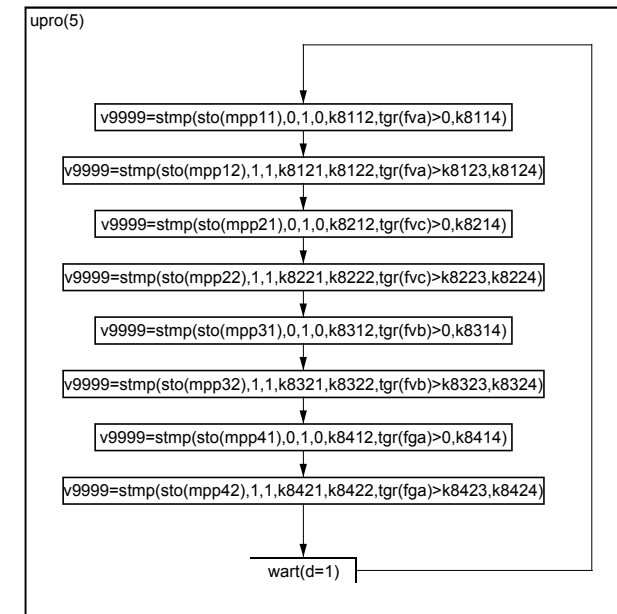 upro(5)
v9999=stmp(sto(mpp11),0,1,0,k8112,tgr(fva)>0,k8114)
v9999=stmp(sto(mpp12),1,1,k8121,k8122,tgr(fva)>k8123,k8124)
v9999=stmp(sto(mpp21),0,1,0,k8212,tgr(fvc)>0,k8214)
v9999=stmp(sto(mpp22),1,1,k8221,k8222,tgr(fvc)>k8223,k8224)
v9999=stmp(sto(mpp31),0,1,0,k8312,tgr(fvb)>0,k8314)
v9999=stmp(sto(mpp32),1,1,k8321,k8322,tgr(fvb)>k8323,k8324)
v9999=stmp(sto(mpp41),0,1,0,k8412,tgr(fga)>0,k8414)
v9999=stmp(sto(mpp42),1,1,k8421,k8422,tgr(fga)>k8423,k8424)
wart(d=1)